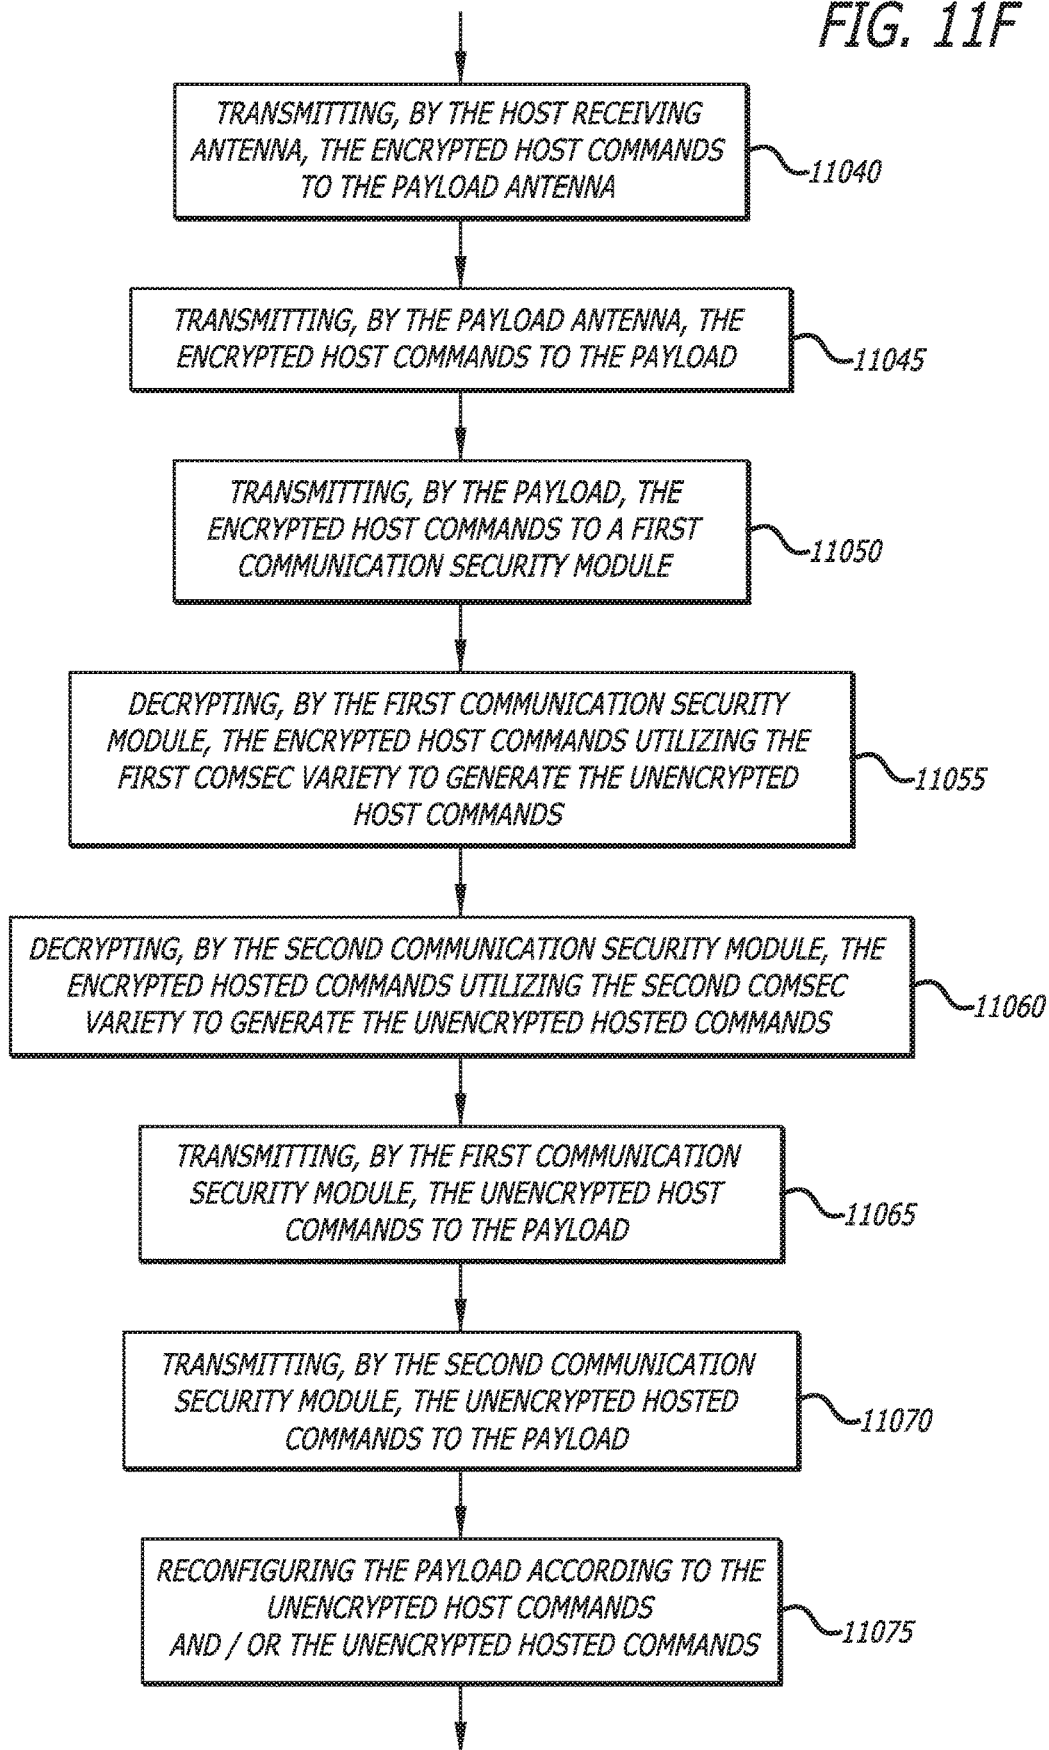 FIG. 11F
TRANSMITTING, BY THE HOST RECEIVING
ANTENNA, THE ENCRYPTED HOST COMMANDS
TO THE PAYLOAD ANTENNA
11040
TRANSMITTING, BY THE PAYLOAD ANTENNA, THE
ENCRYPTED HOST COMMANDS TO THE PAYLOAD
11045
TRANSMITTING, BY THE PAYLOAD, THE
ENCRYPTED HOST COMMANDS TO A FIRST
COMMUNICATION SECURITY MODULE
11050
DECRYPTING, BY THE FIRST COMMUNICATION SECURITY
MODULE, THE ENCRYPTED HOST COMMANDS UTILIZING THE
FIRST COMSEC VARIETY TO GENERATE THE UNENCRYPTED
HOST COMMANDS
11055
DECRYPTING, BY THE SECOND COMMUNICATION SECURITY MODULE, THE
ENCRYPTED HOSTED COMMANDS UTILIZING THE SECOND COMSEC
VARIETY TO GENERATE THE UNENCRYPTED HOSTED COMMANDS
11060
TRANSMITTING, BY THE FIRST COMMUNICATION
SECURITY MODULE, THE UNENCRYPTED HOST
COMMANDS TO THE PAYLOAD
11065
TRANSMITTING, BY THE SECOND COMMUNICATION
SECURITY MODULE, THE UNENCRYPTED HOSTED
COMMANDS TO THE PAYLOAD
11070
RECONFIGURING THE PAYLOAD ACCORDING TO THE
UNENCRYPTED HOST COMMANDS
AND / OR THE UNENCRYPTED HOSTED COMMANDS
11075